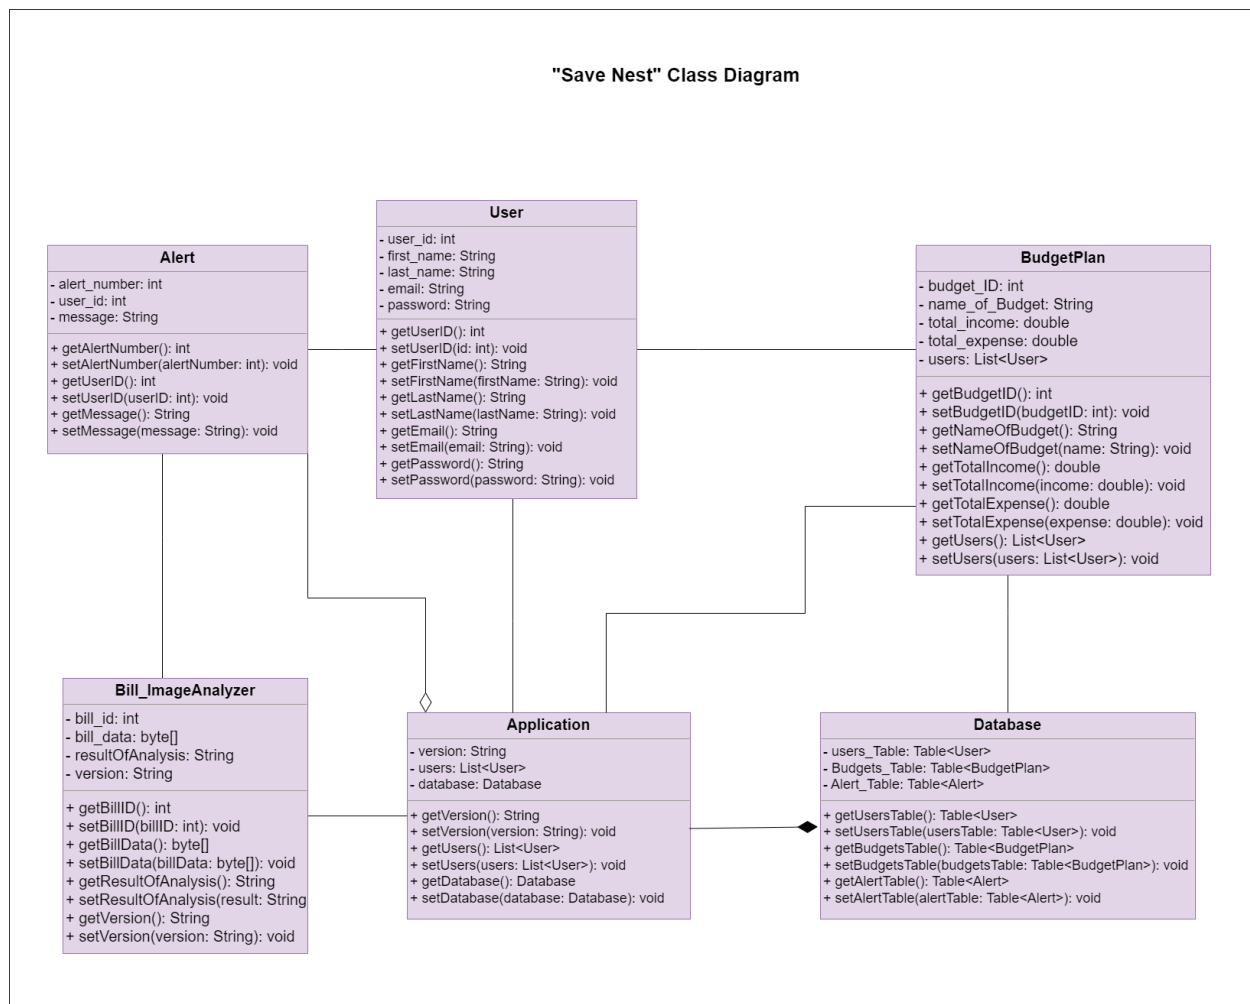 "Save Nest" Class Diagram
User
- user_id: int
- first_name: String
- last_name: String
- email: String
- password: String
+ getUserID(): int
+ setUserID(id: int): void
+ getFirstName(): String
+ setFirstName(firstName: String): void
+ getLastName(): String
+ setLastName(lastName: String): void
+ getEmail(): String
+ setEmail(email: String): void
+ getPassword(): String
+ setPassword(password: String): void
Alert
- alert_number: int
- user_id: int
- message: String
+ getAlertNumber(): int
+ setAlertNumber(alertNumber: int): void
+ getUserID(): int
+ setUserID(userID: int): void
+ getMessage(): String
+ setMessage(message: String): void
BudgetPlan
- budget_ID: int
- name_of_Budget: String
- total_income: double
- total_expense: double
- users: List<User>
+ getBudgetID(): int
+ setBudgetID(budgetID: int): void
+ getNameOfBudget(): String
+ setNameOfBudget(name: String): void
+ getTotalIncome(): double
+ setTotalIncome(income: double): void
+ getTotalExpense(): double
+ setTotalExpense(expense: double): void
+ getUsers(): List<User>
+ setUsers(users: List<User>): void
Bill_ImageAnalyzer
- bill_id: int
- bill_data: byte[]
- resultOfAnalysis: String
- version: String
+ getBillID(): int
+ setBillID(billID: int): void
+ getBillData(): byte[]
+ setBillData(billData: byte[]): void
+ getResultOfAnalysis(): String
+ setResultOfAnalysis(result: String
+ getVersion(): String
+ setVersion(version: String): void
Application
- version: String
- users: List<User>
- database: Database
+ getVersion(): String
+ setVersion(version: String): void
+ getUsers(): List<User>
+ setUsers(users: List<User>): void
+ getDatabase(): Database
+ setDatabase(database: Database): void
Database
- users_Table: Table<User>
- Budgets_Table: Table<BudgetPlan>
- Alert_Table: Table<Alert>
+ getUsersTable(): Table<User>
+ setUsersTable(usersTable: Table<User>): void
+ getBudgetsTable(): Table<BudgetPlan>
+ setBudgetsTable(budgetsTable: Table<BudgetPlan>): void
+ getAlertTable(): Table<Alert>
+ setAlertTable(alertTable: Table<Alert>): void